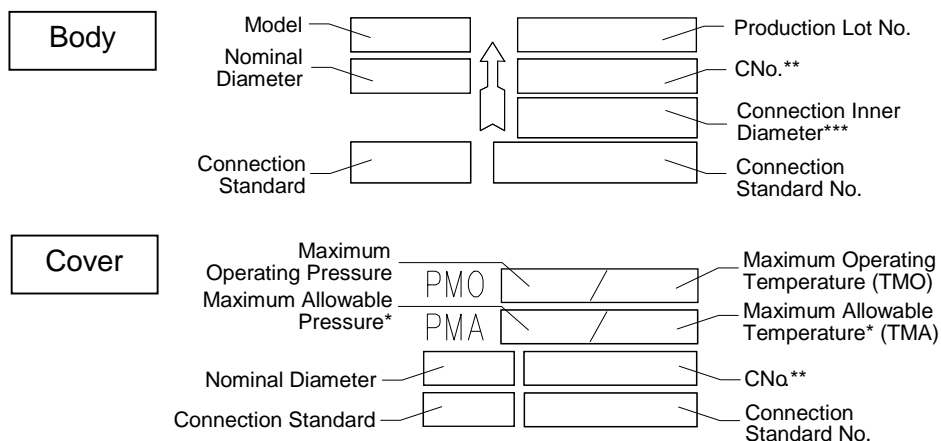 Body
Model
Production Lot No.
Nominal
Diameter
CNo.**
Connection Inner
Diameter***
Connection
Standard
Connection
Standard No.
Cover
Maximum
Operating Pressure
PMO
Maximum Operating
Temperature (TMO)
Maximum Allowable
Pressure*
PMA
Maximum Allowable
Temperature* (TMA)
Nominal Diameter
CNo.**
Connection Standard
Connection
Standard No.